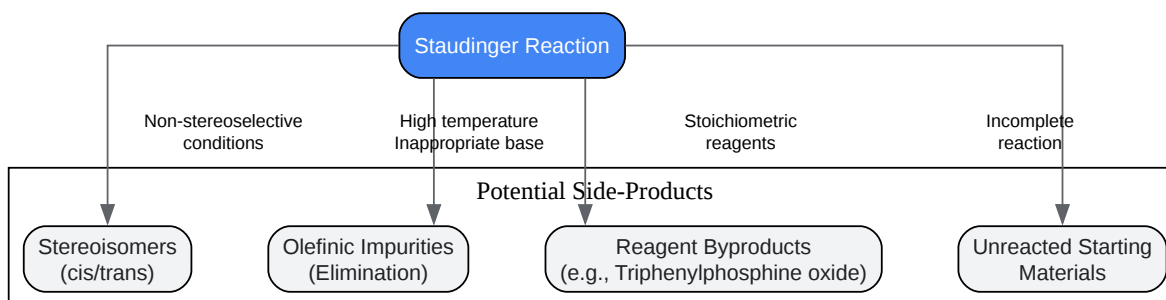 Staudinger Reaction
Non-stereoselective
conditions
High temperature
Inappropriate base
Stoichiometric
reagents
Incomplete
reaction
Potential Side-Products
Stereoisomers
(cis/trans)
Olefinic Impurities
(Elimination)
Reagent Byproducts
(e.g., Triphenylphosphine oxide)
Unreacted Starting
Materials